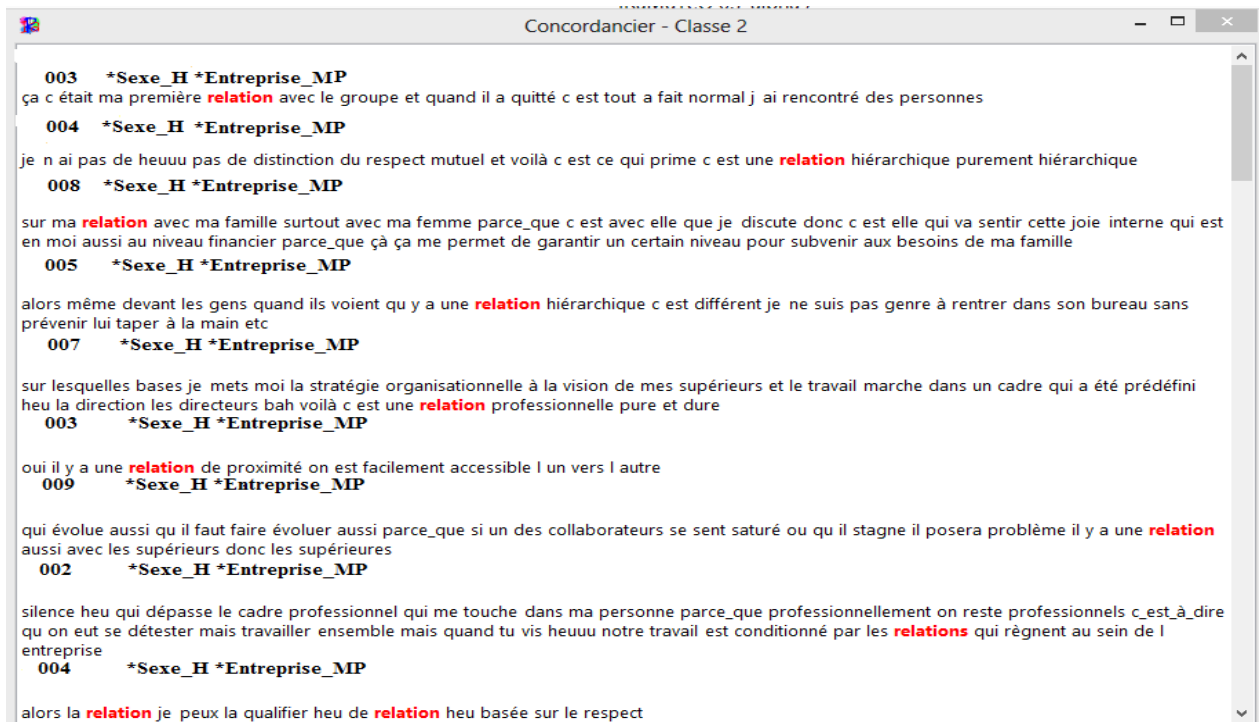 Concordancier - Classe 2
003 *Sexe_H *Entreprise_MP
ça c était ma première relation avec le groupe et quand il a quitté c est tout a fait normal j ai rencontré des personnes
004 *Sexe_H *Entreprise_MP
je n ai pas de heuuu pas de distinction du respect mutuel et voilà c est ce qui prime c est une relation hiérarchique purement hiérarchique
008 *Sexe_H *Entreprise_MP
sur ma relation avec ma famille surtout avec ma femme parce_que c est avec elle que je discute donc c est elle qui va sentir cette joie interne qui est
en moi aussi au niveau financier parce_que çà ça me permet de garantir un certain niveau pour subvenir aux besoins de ma famille
005 *Sexe_H *Entreprise_MP
alors même devant les gens quand ils voient qu y a une relation hiérarchique c est différent je ne suis pas genre à rentrer dans son bureau sans
prévenir lui taper à la main etc
007 *Sexe_H *Entreprise_MP
sur lesquelles bases je mets moi la stratégie organisationnelle à la vision de mes supérieurs et le travail marche dans un cadre qui a été prédéfini
heu la direction les directeurs bah voilà c est une relation professionnelle pure et dure
003 *Sexe_H *Entreprise_MP
oui il y a une relation de proximité on est facilement accessible l un vers l autre
009 *Sexe_H *Entreprise_MP
qui évolue aussi qu il faut faire évoluer aussi parce_que si un des collaborateurs se sent saturé ou qu il stagne il posera problème il y a une relation
aussi avec les supérieurs donc les supérieures
002 *Sexe_H *Entreprise_MP
silence heu qui dépasse le cadre professionnel qui me touche dans ma personne parce_que professionnellement on reste professionnels c_est_à_dire
qu on eut se détester mais travailler ensemble mais quand tu vis heuuu notre travail est conditionné par les relations qui règnent au sein de l
entreprise
004 *Sexe_H *Entreprise_MP
alors la relation je peux la qualifier heu de relation heu basée sur le respect